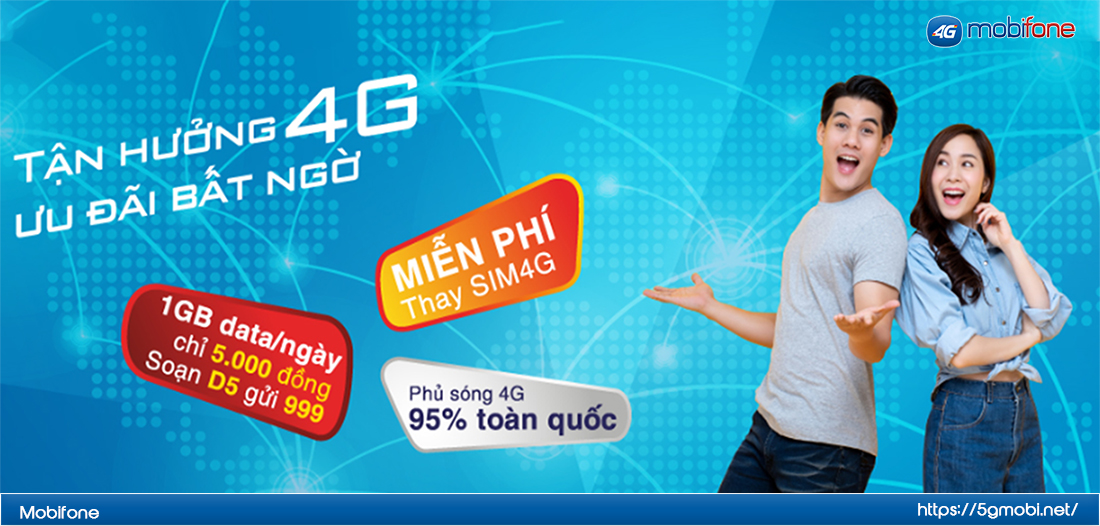 4G mobifone
TẬN HƯỞNG 4G
ƯU ĐÃI BẤT NGỜ
MIỄN PHÍ
Thay SIM4G
1GB data/ngày
chỉ 5.000 đồng
Soạn D5 gửi 999
Phủ sóng 4G
95% toàn quốc
Mobifone
https://5gmobi.net/